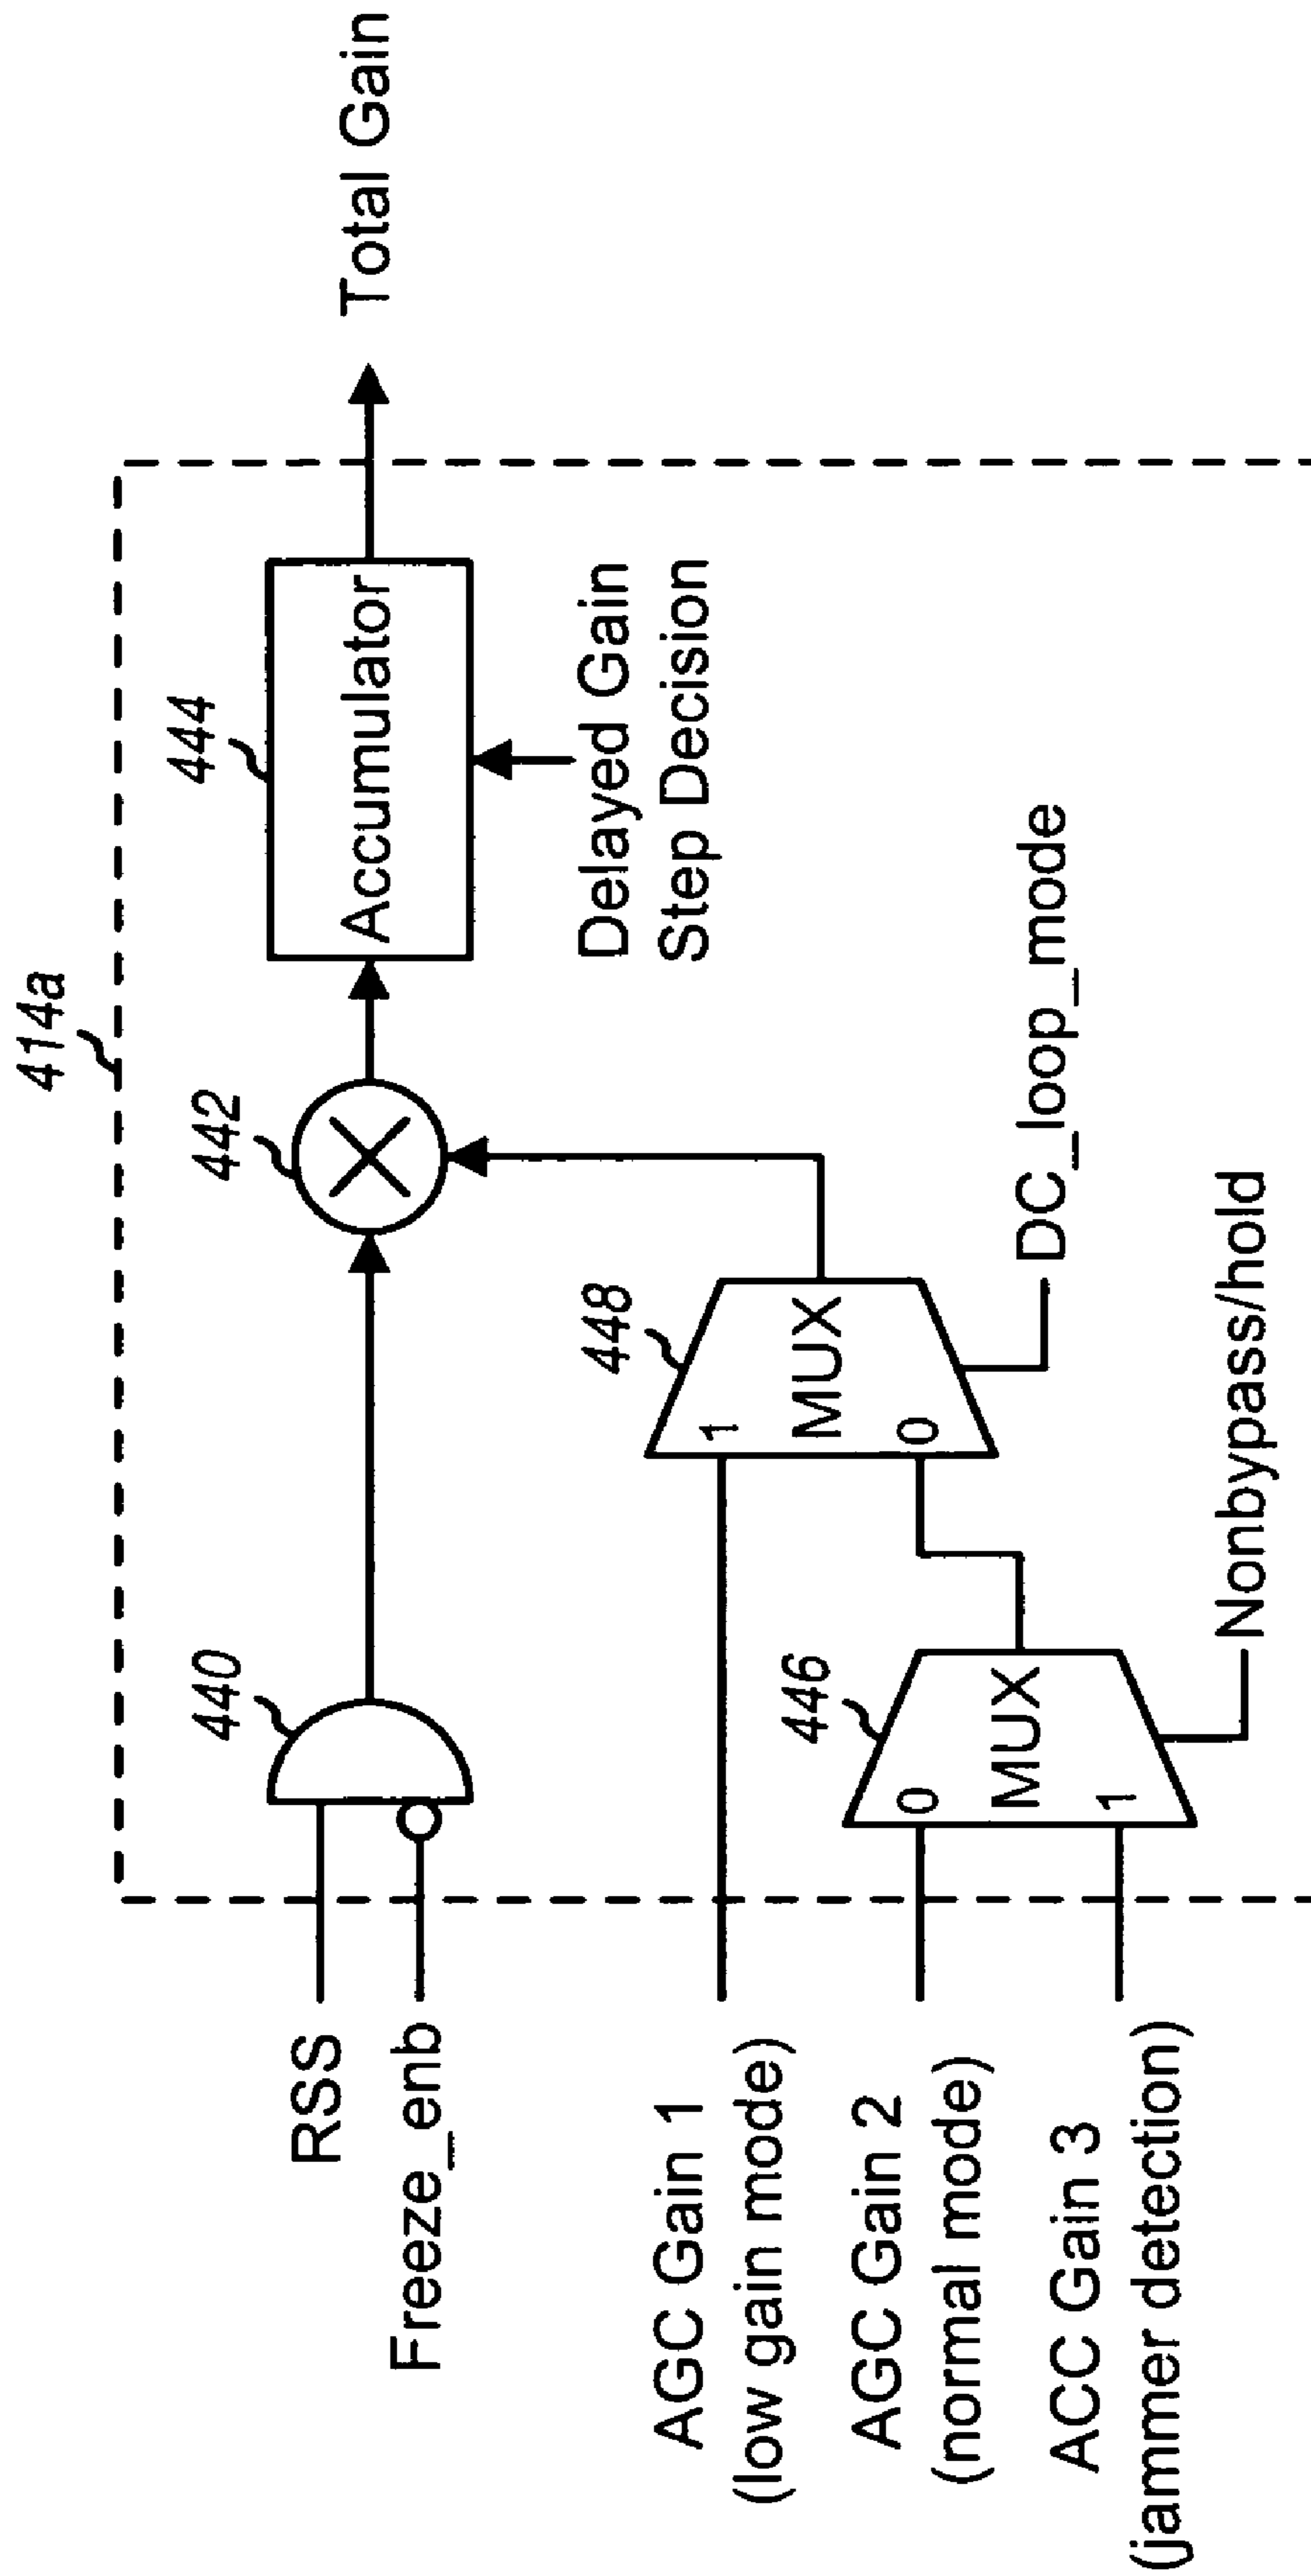 414a
440
442
444
RSS
Freeze_enb
Accumulator
Total Gain
Delayed Gain
Step Decision
448
AGC Gain 1
(low gain mode)
1
MUX
0
DC_loop_mode
446
AGC Gain 2
(normal mode)
0
MUX
1
ACC Gain 3
(jammer detection)
Nonbypass/hold